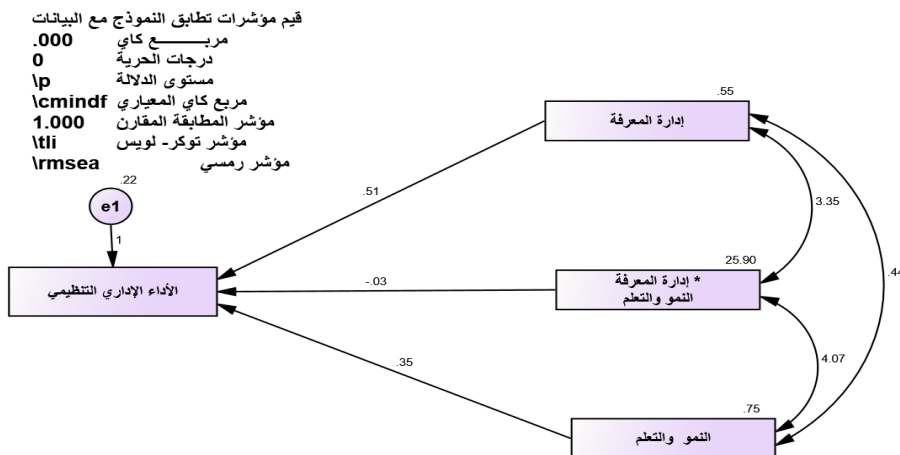 قيم مؤشرات تطابق النموذج مع البيانات
مربـــــــــع كاي .000
درجات الحرية 0
مستوى الدلالة \p
مربع كاي المعياري \cmindf
مؤشر المطابقة المقارن 1.000
مؤشر توكر- لويس \tli
مؤشر رمسي \rmsea
.22
e1
1
الأداء الإداري التنظيمي
.51
-.03
.35
.55
إدارة المعرفة
3.35
.44
25.90
إدارة المعرفة *
النمو والتعلم
4.07
.75
النمو والتعلم